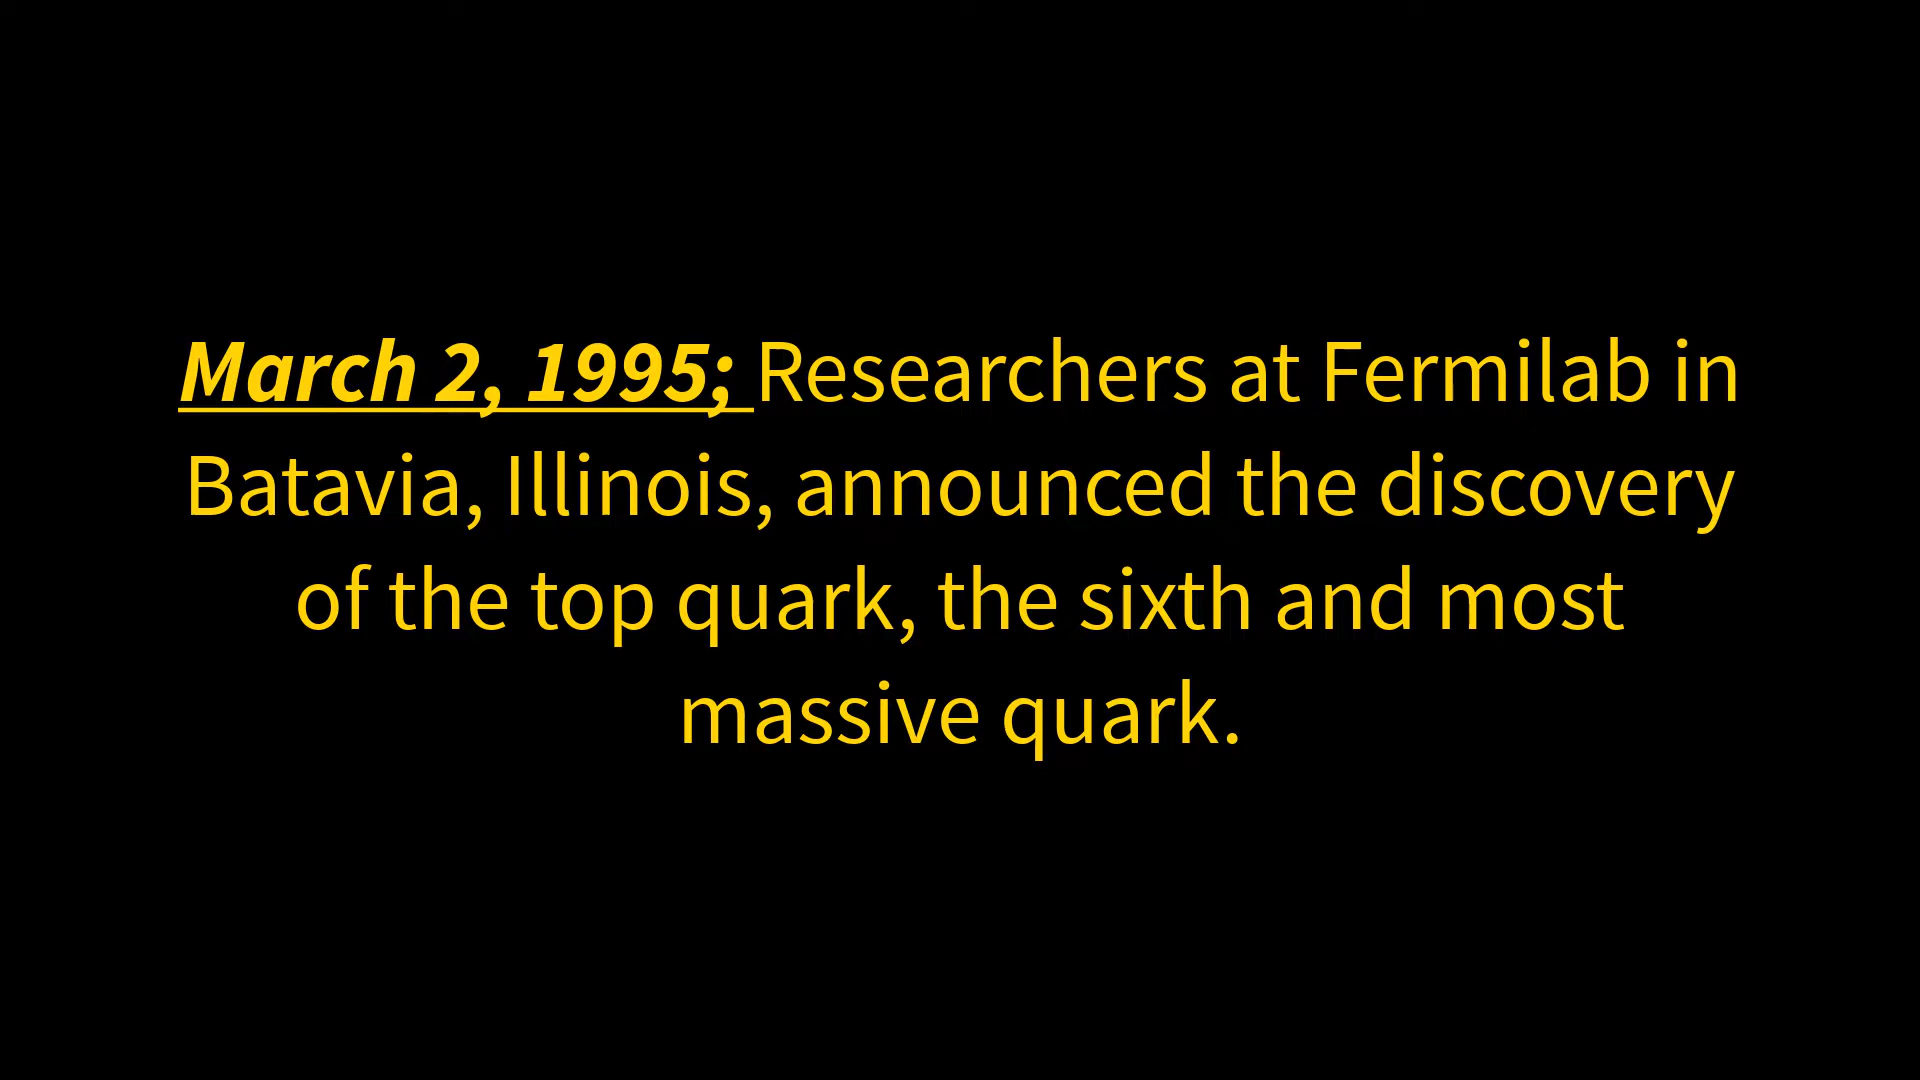 March 2, 1995; Researchers at Fermilab in
Batavia, Illinois, announced the discovery
of the top quark, the sixth and most
massive quark.